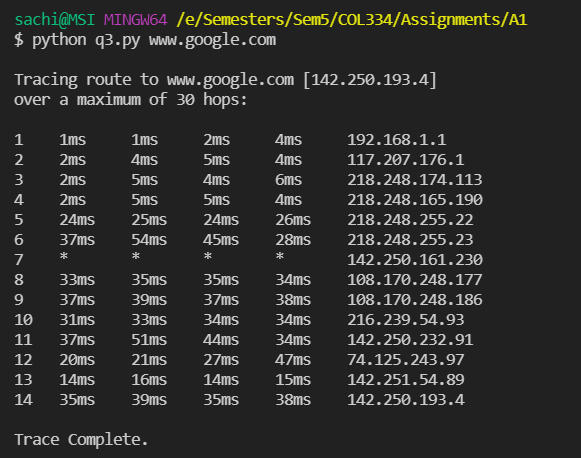 sachi@MSI MINGW64 /e/Semesters/Sem5/COL334/Assignments/A1
$ python q3.py www.google.com
Tracing route to www.google.com [142.250.193.4]
over a maximum of 30 hops:
1 1ms 1ms 2ms 4ms 192.168.1.1
2 2ms 4ms 5ms 4ms 117.207.176.1
3 2ms 5ms 4ms 6ms 218.248.174.113
4 2ms 5ms 5ms 4ms 218.248.165.190
5 24ms 25ms 24ms 26ms 218.248.255.22
6 37ms 54ms 45ms 28ms 218.248.255.23
7 * * * * 142.250.161.230
8 33ms 35ms 35ms 34ms 108.170.248.177
9 37ms 39ms 37ms 38ms 108.170.248.186
10 31ms 33ms 34ms 34ms 216.239.54.93
11 37ms 51ms 44ms 34ms 142.250.232.91
12 20ms 21ms 27ms 47ms 74.125.243.97
13 14ms 16ms 14ms 15ms 142.251.54.89
14 35ms 39ms 35ms 38ms 142.250.193.4
Trace Complete.